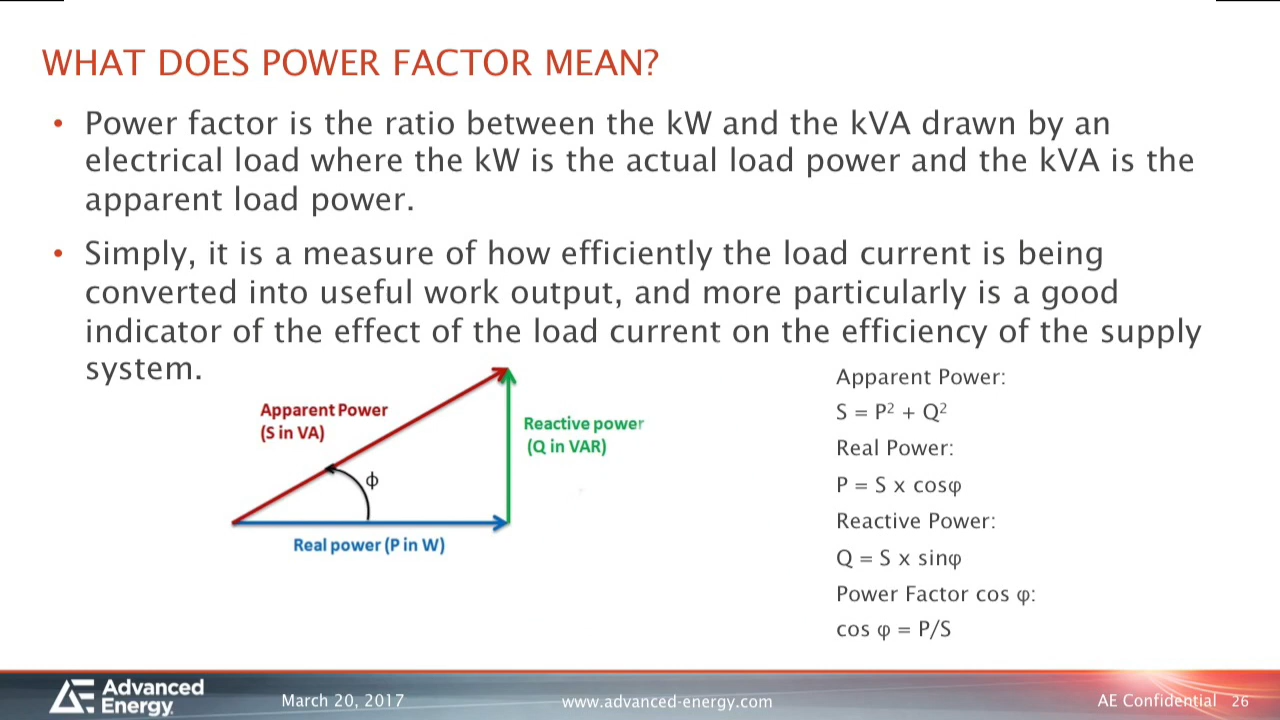 WHAT DOES POWER FACTOR MEAN?
• Power factor is the ratio between the kW and the kVA drawn by an
electrical load where the kW is the actual load power and the kVA is the
apparent load power.
• Simply, it is a measure of how efficiently the load current is being
converted into useful work output, and more particularly is a good
indicator of the effect of the load current on the efficiency of the supply
system.
Apparent Power
(S in VA)
ϕ
Reactive power
(Q in VAR)
Real power (P in W)
Apparent Power:
S = P² + Q²
Real Power:
P = S x cosφ
Reactive Power:
Q = S x sinφ
Power Factor cos φ:
cos φ = P/S
Advanced
Energy
March 20, 2017
www.advanced-energy.com
AE Confidential 26